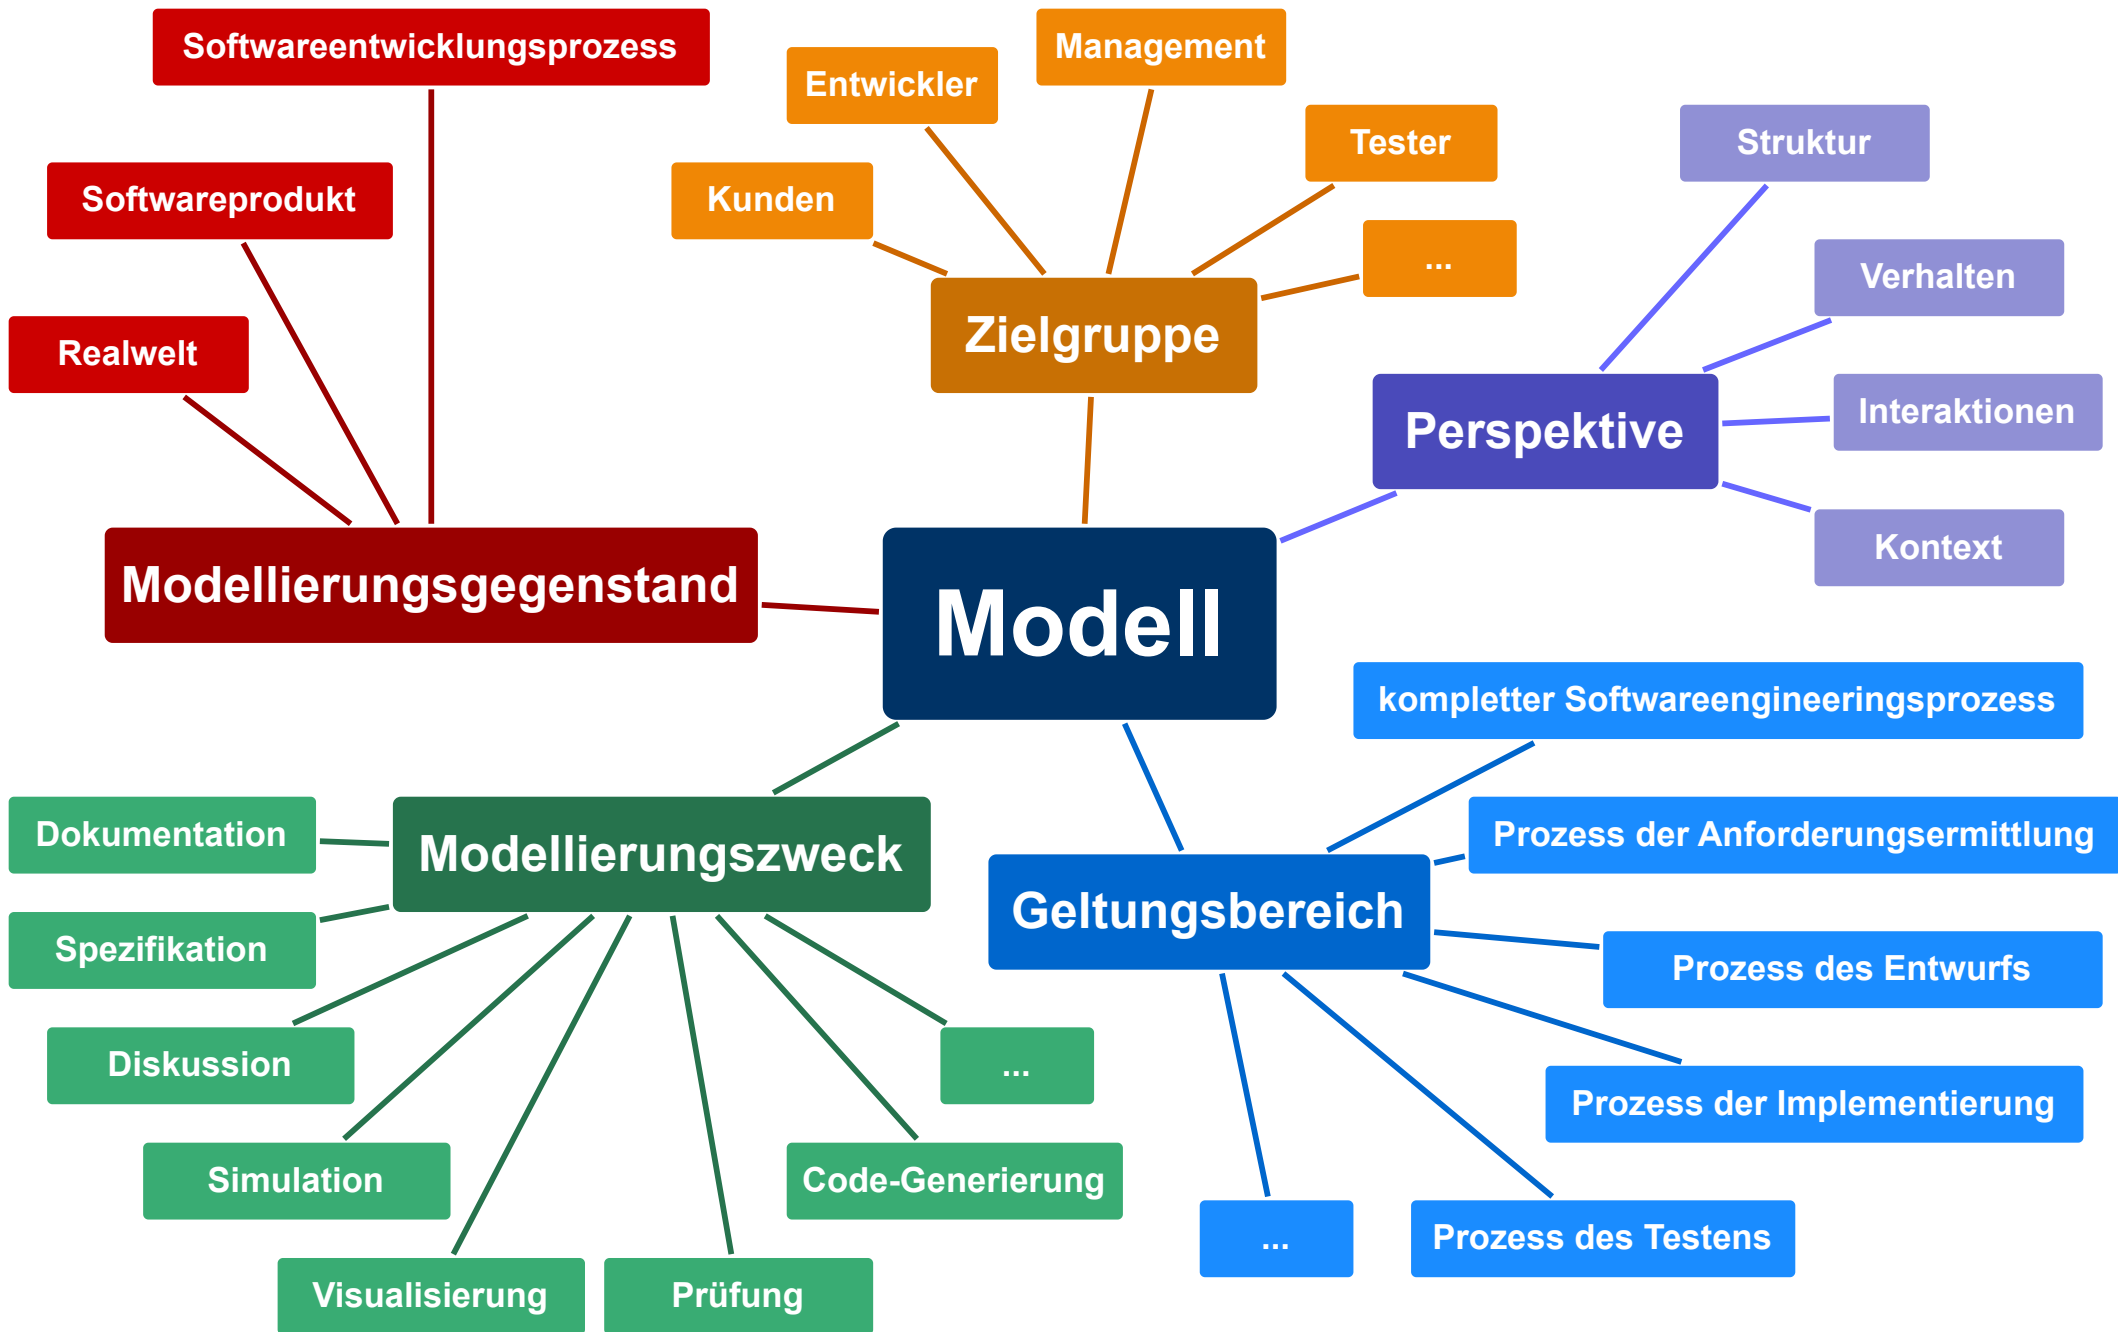 Softwareentwicklungsprozess
Softwareprodukt
Realwelt
Modellierungsgegenstand
Kunden
Entwickler
Management
Tester
...
Zielgruppe
Struktur
Verhalten
Interaktionen
Kontext
Perspektive
Modell
Modellierungszweck
Dokumentation
Spezifikation
Diskussion
Simulation
Visualisierung
Prüfung
Code-Generierung
...
Geltungsbereich
kompletter Softwareengineeringsprozess
Prozess der Anforderungsermittlung
Prozess des Entwurfs
Prozess der Implementierung
Prozess des Testens
...